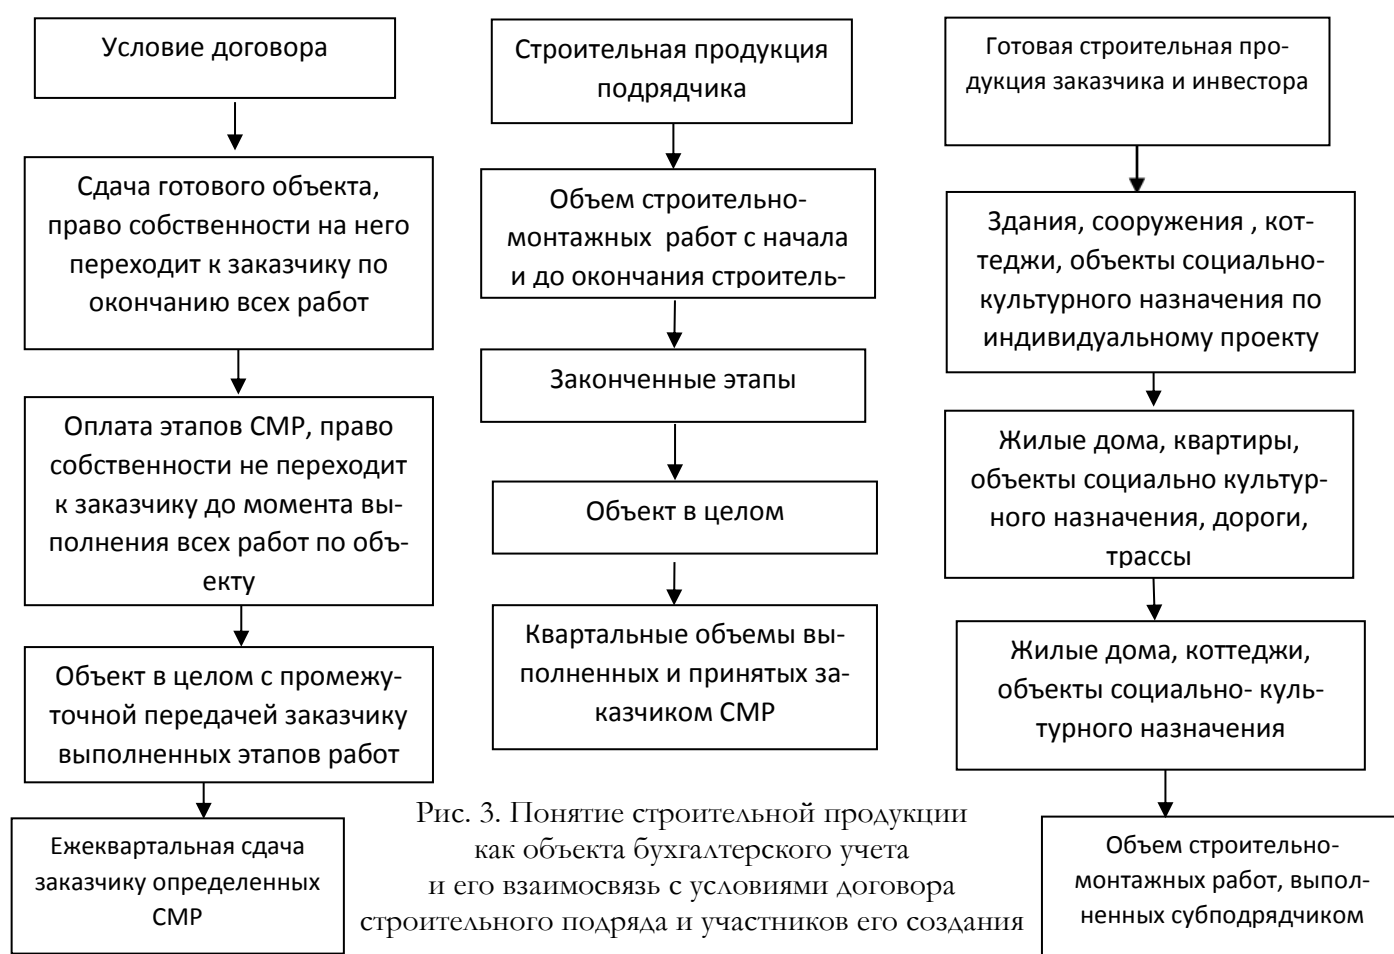 Условие договора
Сдача готового объекта,
право собственности на него
переходит к заказчику по
окончанию всех работ
Оплата этапов СМР, право
собственности не переходит
к заказчику до момента вы-
полнения всех работ по объ-
екту
Объект в целом с промежу-
точной передачей заказчику
выполненных этапов работ
Ежеквартальная сдача
заказчику определенных
СМР
Строительная продукция
подрядчика
Объем строительно-
монтажных работ с начала
и до окончания строитель-
Законченные этапы
Объект в целом
Квартальные объемы вы-
полненных и принятых за-
казчиком СМР
Готовая строительная про-
дукция заказчика и инвестора
Здания, сооружения , кот-
теджи, объекты социально-
культурного назначения по
индивидуальному проекту
Жилые дома, квартиры,
объекты социально культур-
ного назначения, дороги,
трассы
Жилые дома, коттеджи,
объекты социально- куль-
турного назначения
Объем строительно-
монтажных работ, выпол-
ненных субподрядчиком
Рис. 3. Понятие строительной продукции
как объекта бухгалтерского учета
и его взаимосвязь с условиями договора
строительного подряда и участников его создания